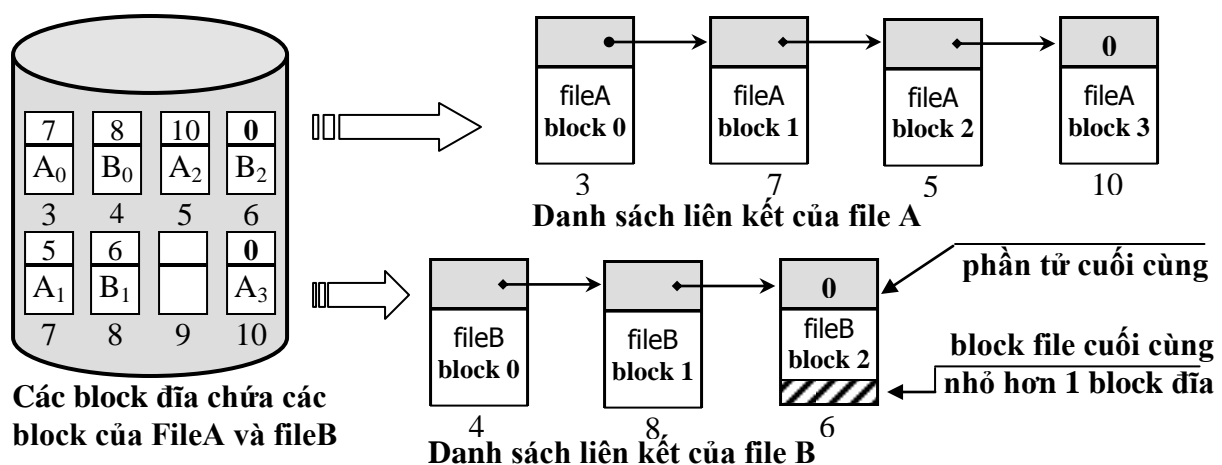 7 8 10 0
A₀ B₀ A₂ B₂
3 4 5 6
5 6 0
A₁ B₁ A₃
7 8 9 10
Các block đĩa chứa các
block của FileA và fileB
0
fileA fileA fileA fileA
block 0 block 1 block 2 block 3
3 7 5 10
Danh sách liên kết của file A
0
fileB fileB fileB
block 0 block 1 block 2
4 8 6
Danh sách liên kết của file B
phần tử cuối cùng
block file cuối cùng
nhỏ hơn 1 block đĩa